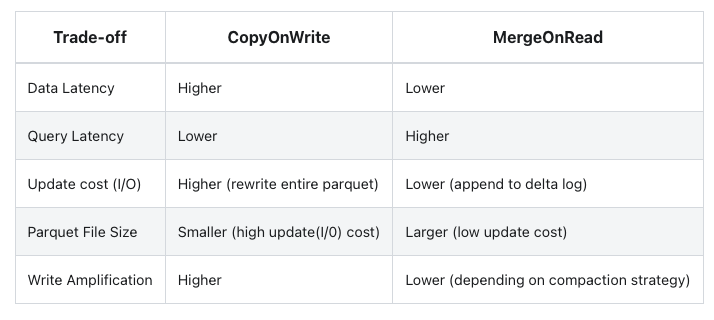 Trade-off CopyOnWrite MergeOnRead
Data Latency Higher Lower
Query Latency Lower Higher
Update cost (I/O) Higher (rewrite entire parquet) Lower (append to delta log)
Parquet File Size Smaller (high update(I/0) cost) Larger (low update cost)
Write Amplification Higher Lower (depending on compaction strategy)